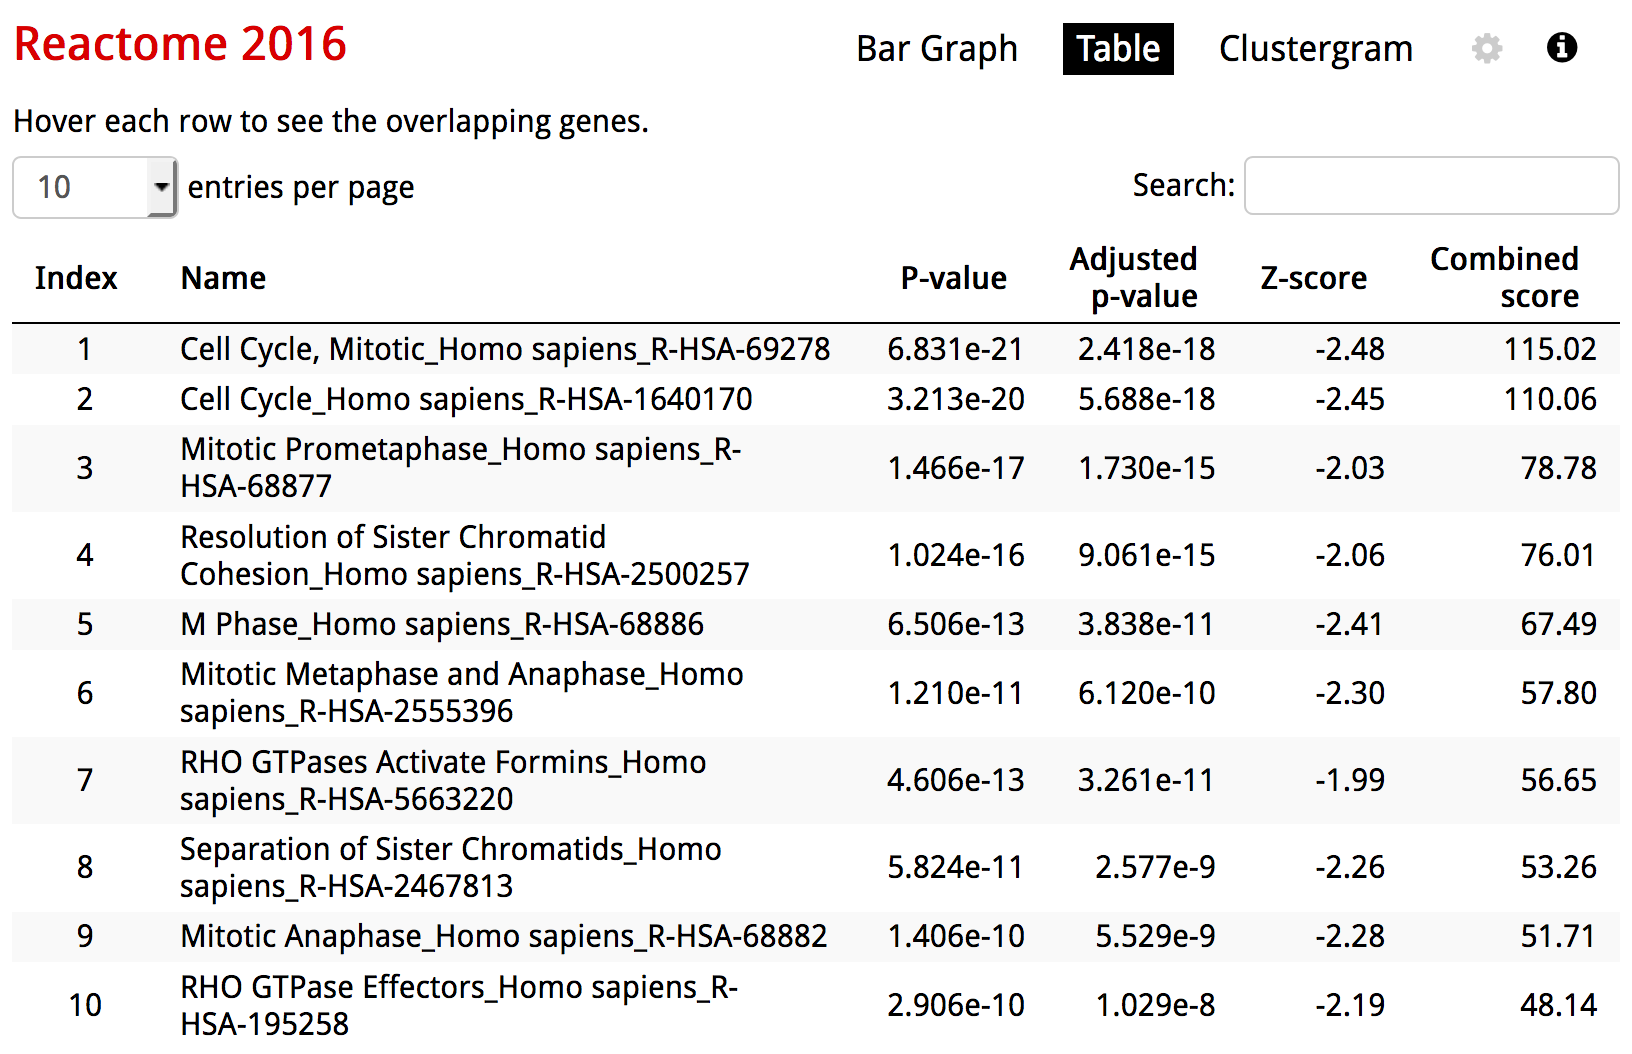 Reactome 2016
Bar Graph Table Clustergram
Hover each row to see the overlapping genes.
10 entries per page
Search:
Index Name P-value Adjusted p-value Z-score Combined score
1 Cell Cycle, Mitotic_Homo sapiens_R-HSA-69278 6.831e-21 2.418e-18 -2.48 115.02
2 Cell Cycle_Homo sapiens_R-HSA-1640170 3.213e-20 5.688e-18 -2.45 110.06
3 Mitotic Prometaphase_Homo sapiens_R-
HSA-68877 1.466e-17 1.730e-15 -2.03 78.78
4 Resolution of Sister Chromatid
Cohesion_Homo sapiens_R-HSA-2500257 1.024e-16 9.061e-15 -2.06 76.01
5 M Phase_Homo sapiens_R-HSA-68886 6.506e-13 3.838e-11 -2.41 67.49
6 Mitotic Metaphase and Anaphase_Homo
sapiens_R-HSA-2555396 1.210e-11 6.120e-10 -2.30 57.80
7 RHO GTPases Activate Formins_Homo
sapiens_R-HSA-5663220 4.606e-13 3.261e-11 -1.99 56.65
8 Separation of Sister Chromatids_Homo
sapiens_R-HSA-2467813 5.824e-11 2.577e-9 -2.26 53.26
9 Mitotic Anaphase_Homo sapiens_R-HSA-68882 1.406e-10 5.529e-9 -2.28 51.71
10 RHO GTPase Effectors_Homo sapiens_R-
HSA-195258 2.906e-10 1.029e-8 -2.19 48.14